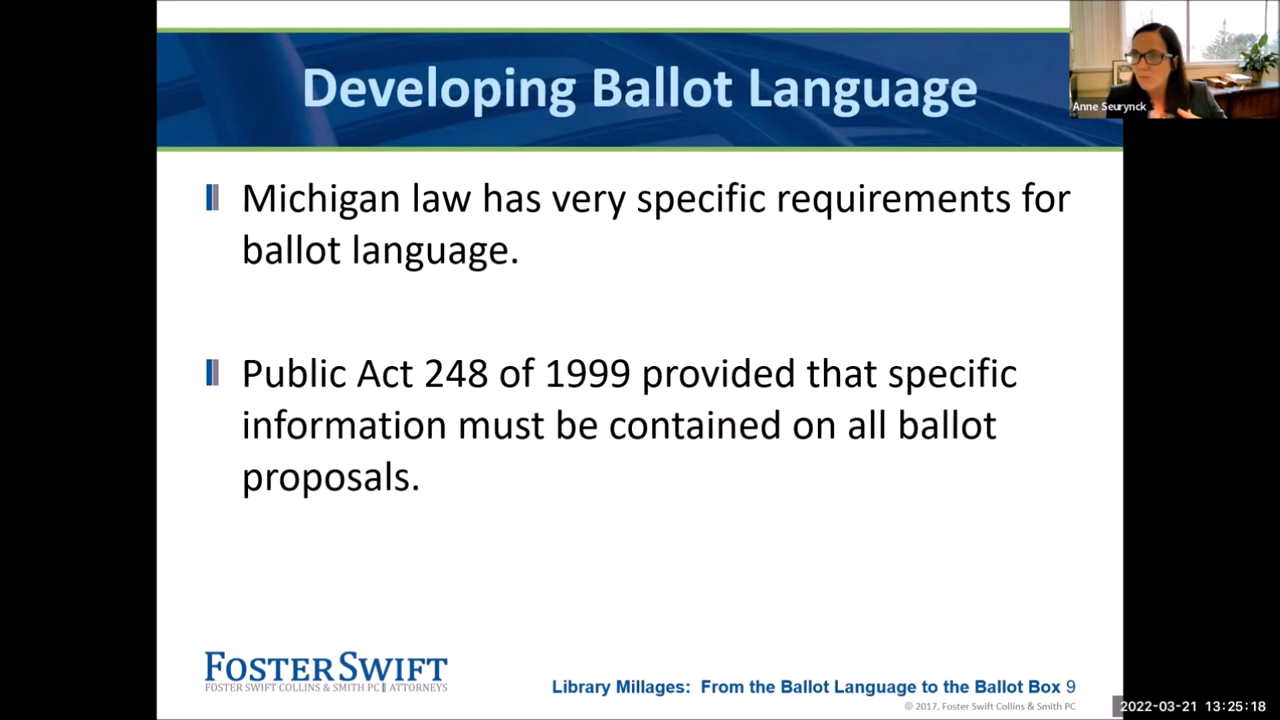 Developing Ballot Language
Anne Seurynck
Michigan law has very specific requirements for
ballot language.
Public Act 248 of 1999 provided that specific
information must be contained on all ballot
proposals.
FOSTER SWIFT
FOSTER SWIFT COLLINS & SMITH PC || ATTORNEYS
Library Millages: From the Ballot Language to the Ballot Box 9
© 2017, Foster Swift Collins & Smith PC
2022-03-21 13:25:18